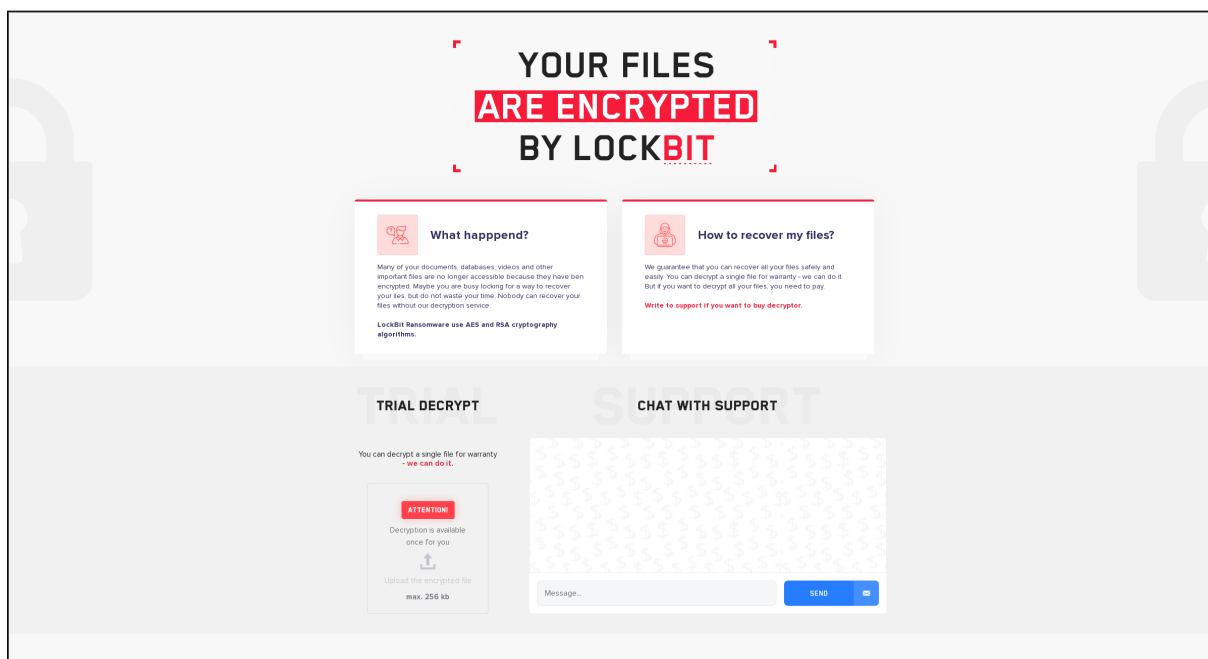 YOUR FILES
ARE ENCRYPTED
BY LOCKBIT
What happpend?
Many of your documents, databases, videos and other
important files are no longer accessible because they have ben
encrypted. Maybe you are busy locking for a way to recover
your iles, but do not waste your time. Nobody can recover your
files without our decryption service.
LockBit Ransomware use AES and RSA cryptography
algorithms.
How to recover my files?
We guarantee that you can recover all your files safely and
easily. You can decrypt a single file for warranty - we can do it.
But if you want to decrypt all your files, you need to pay.
Write to support if you want to buy decryptor.
TRIAL
TRIAL DECRYPT
You can decrypt a single file for warranty
- we can do it.
ATTENTION!
Decryption is available
once for you
Upload the encrypted file
max. 256 kb
SUPPORT
CHAT WITH SUPPORT
Message...
SEND